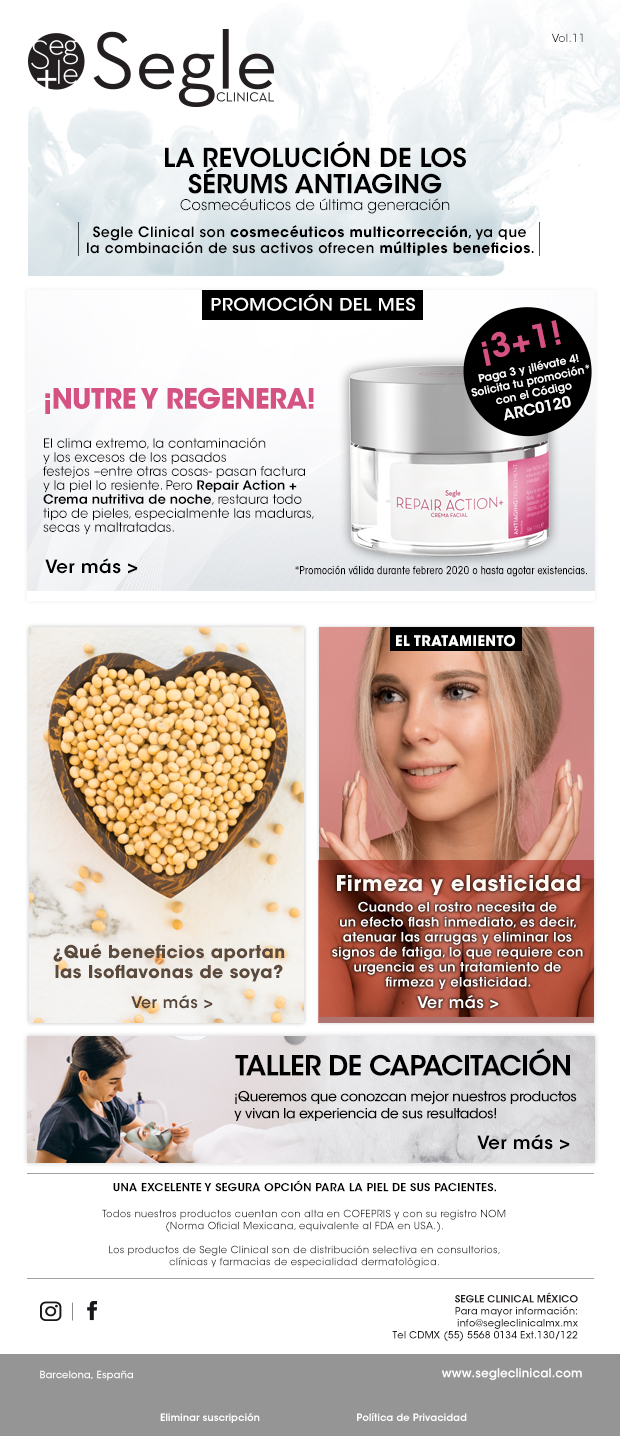 Seg
+le
Segle
CLINICAL
Vol.11
LA REVOLUCIÓN DE LOS
SÉRUMS ANTIAGING
Cosmecéuticos de última generación
Segle Clinical son cosmecéuticos multicorrección, ya que
la combinación de sus activos ofrecen múltiples beneficios.
PROMOCIÓN DEL MES
¡3+1!
Paga 3 y ¡llévate 4!
Solicita tu promoción*
con el Código
ARC0120
¡NUTRE Y REGENERA!
El clima extremo, la contaminación
y los excesos de los pasados
festejos –entre otras cosas- pasan factura
y la piel lo resiente. Pero Repair Action +
Crema nutritiva de noche, restaura todo
tipo de pieles, especialmente las maduras,
secas y maltratadas.
Segle
REPAIR ACTION+
CREMA FACIAL
ANTIAGING TREATMENT
Ver más >
*Promoción válida durante febrero 2020 o hasta agotar existencias.
¿Qué beneficios aportan
las Isoflavonas de soya?
Ver más >
EL TRATAMIENTO
Firmeza y elasticidad
Cuando el rostro necesita de
un efecto flash inmediato, es decir,
atenuar las arrugas y eliminar los
signos de fatiga, lo que requiere con
urgencia es un tratamiento de
firmeza y elasticidad.
Ver más >
TALLER DE CAPACITACIÓN
¡Queremos que conozcan mejor nuestros productos
y vivan la experiencia de sus resultados!
Ver más >
UNA EXCELENTE Y SEGURA OPCIÓN PARA LA PIEL DE SUS PACIENTES.
Todos nuestros productos cuentan con alta en COFEPRIS y con su registro NOM
(Norma Oficial Mexicana, equivalente al FDA en USA.).
Los productos de Segle Clinical son de distribución selectiva en consultorios,
clínicas y farmacias de especialidad dermatológica.
SEGLE CLINICAL MÉXICO
Para mayor información:
info@segleclinicalmx.mx
Tel CDMX (55) 5568 0134 Ext.130/122
Barcelona, España
www.segleclinical.com
Eliminar suscripción
Política de Privacidad